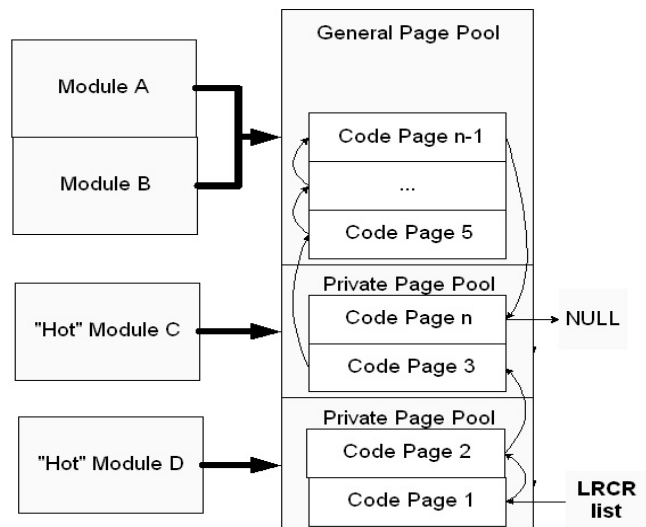 General Page Pool
Module A
Code Page n-1
Module B
...
Code Page 5
Private Page Pool
"Hot" Module C
Code Page n
NULL
Code Page 3
Private Page Pool
"Hot" Module D
Code Page 2
Code Page 1
LRCR
list